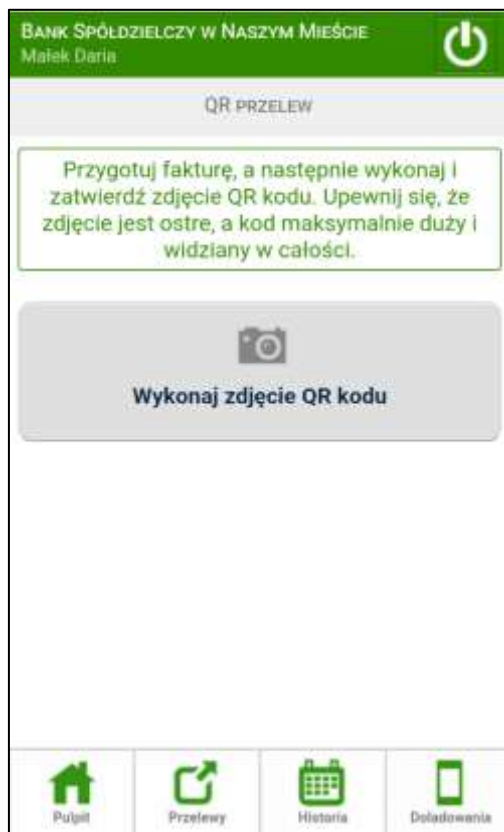 BANK SPÓŁDZIELCZY W NASZYM MIEŚCIE
Małek Daria
QR PRZELEW
Przygotuj fakturę, a następnie wykonaj i
zatwierdź zdjęcie QR kodu. Upewnij się, że
zdjęcie jest ostre, a kod maksymalnie duży i
widziany w całości.
Wykonaj zdjęcie QR kodu
Pulpit Przelewy Historia Doładowania